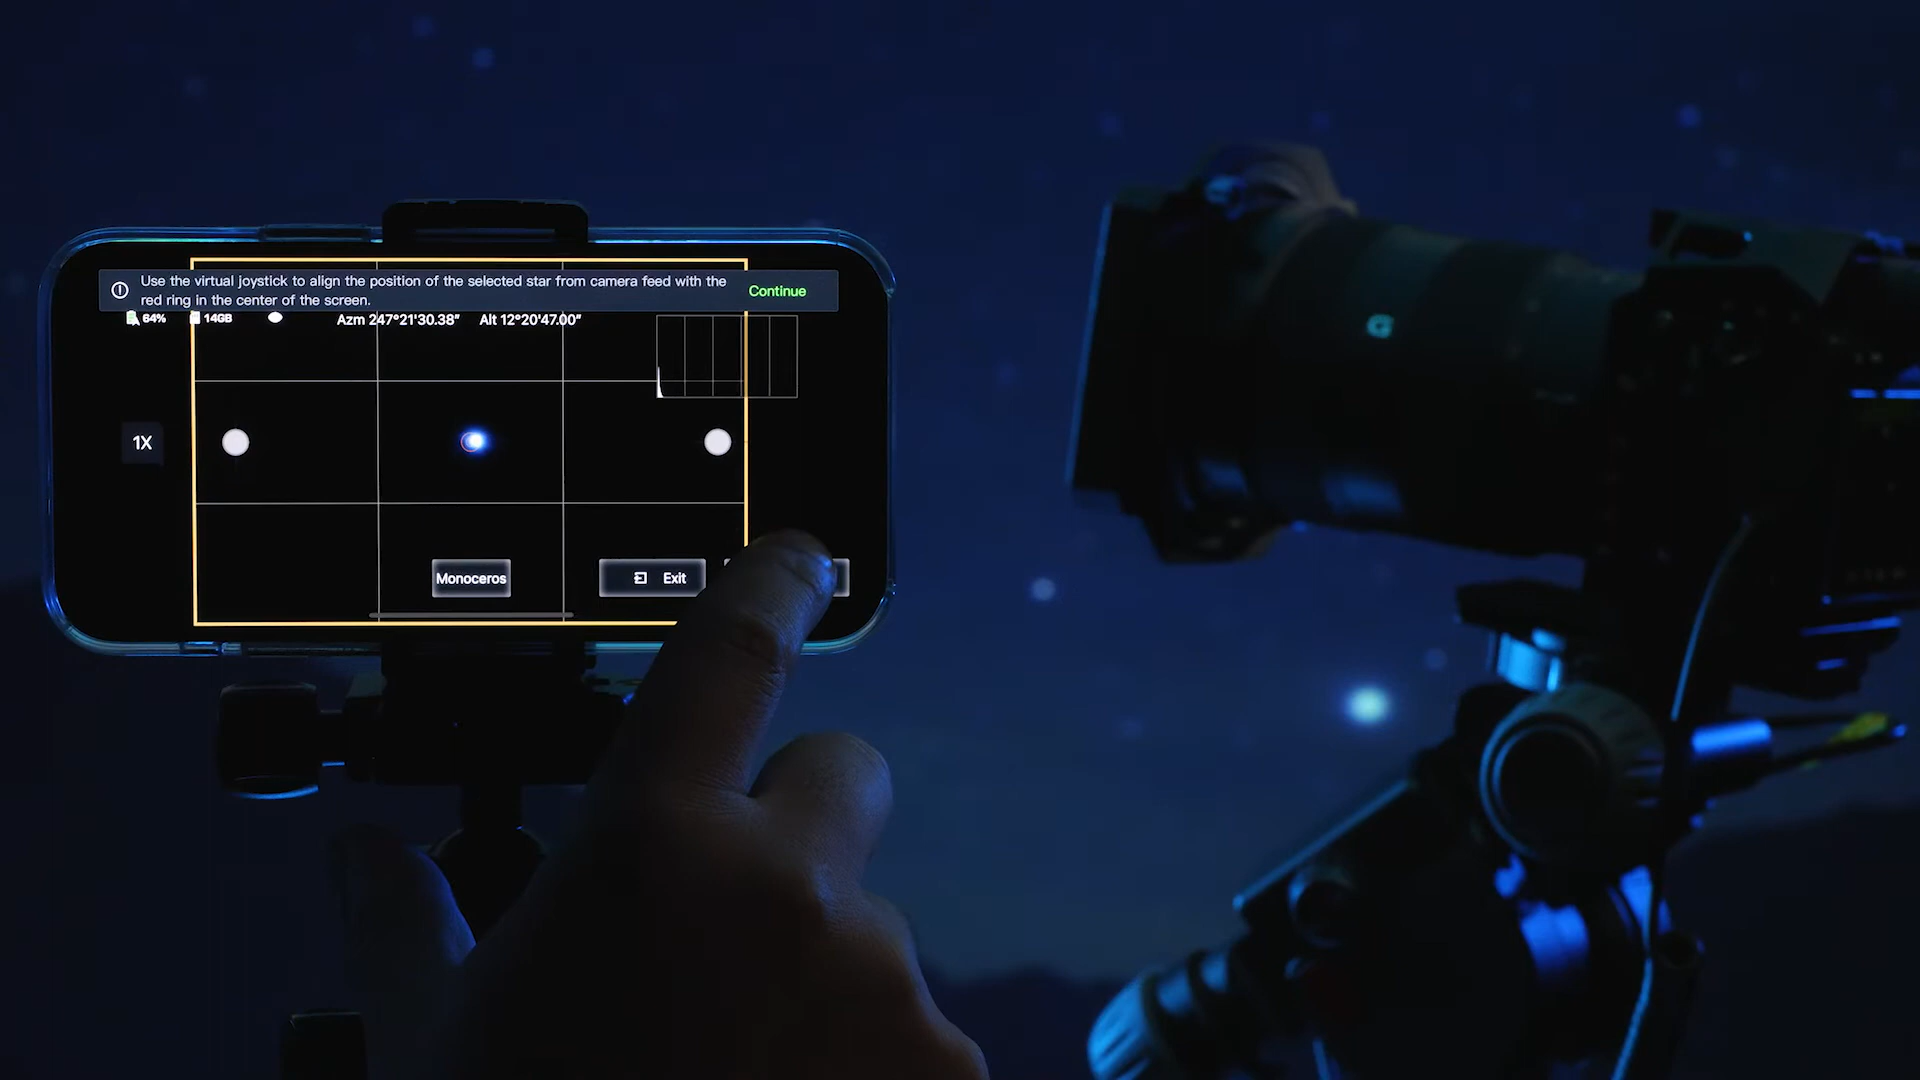 Use the virtual joystick to align the position of the selected star from camera feed with the
red ring in the center of the screen.
Continue
64%
14GB
Azm 247°21'30.38"
Alt 12°20'47.00"
1X
Monoceros
Exit
G